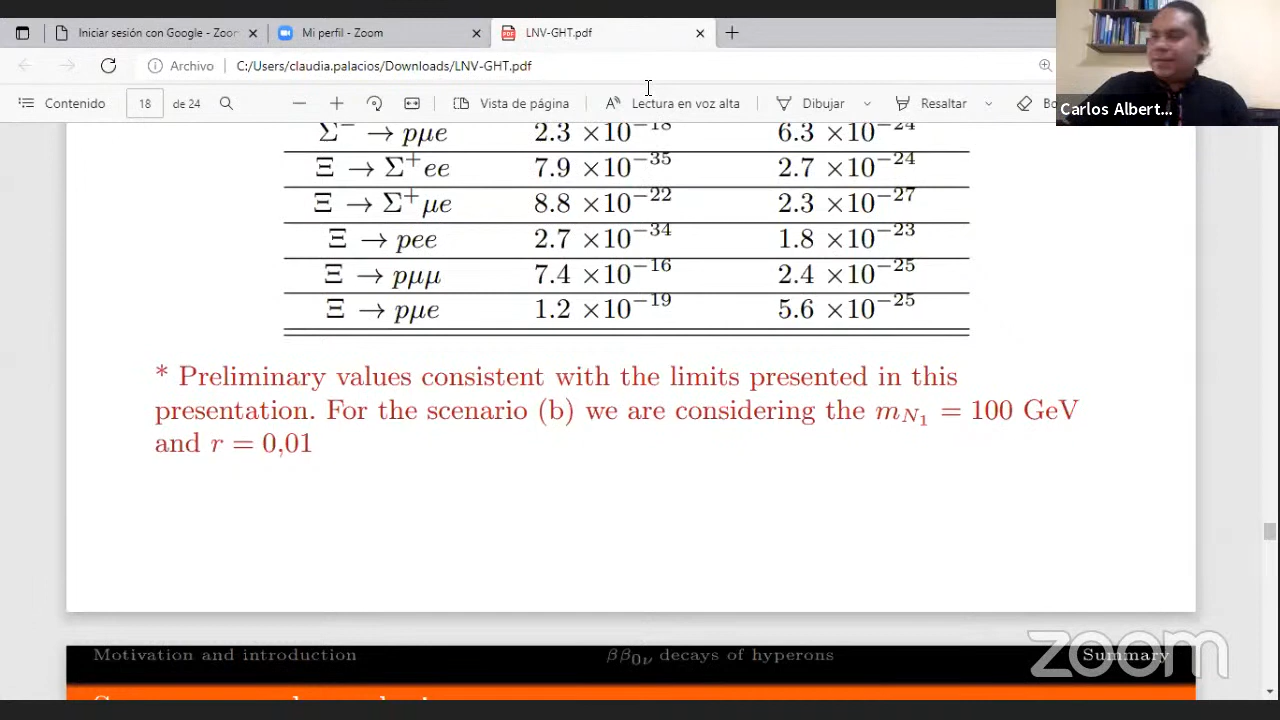 Iniciar sesión con Google - Zoor
Mi perfil - Zoom
LNV-GHT.pdf
Archivo
C:/Users/claudia.palacios/Downloads/LNV-GHT.pdf
Contenido
18
de 24
Vista de página
Lectura en voz alta
Dibujar
Resaltar
Carlos Albert...
Σ⁻ → pμe 2.3 ×10⁻¹⁸ 6.3 ×10⁻²⁴
Ξ → Σ⁺ee 7.9 ×10⁻³⁵ 2.7 ×10⁻²⁴
Ξ → Σ⁺μe 8.8 ×10⁻²² 2.3 ×10⁻²⁷
Ξ → pee 2.7 ×10⁻³⁴ 1.8 ×10⁻²³
Ξ → pμμ 7.4 ×10⁻¹⁶ 2.4 ×10⁻²⁵
Ξ → pμe 1.2 ×10⁻¹⁹ 5.6 ×10⁻²⁵
* Preliminary values consistent with the limits presented in this
presentation. For the scenario (b) we are considering the m_N₁ = 100 GeV
and r = 0,01
zoom
Motivation and introduction
ββ₀ν decays of hyperons
Summary